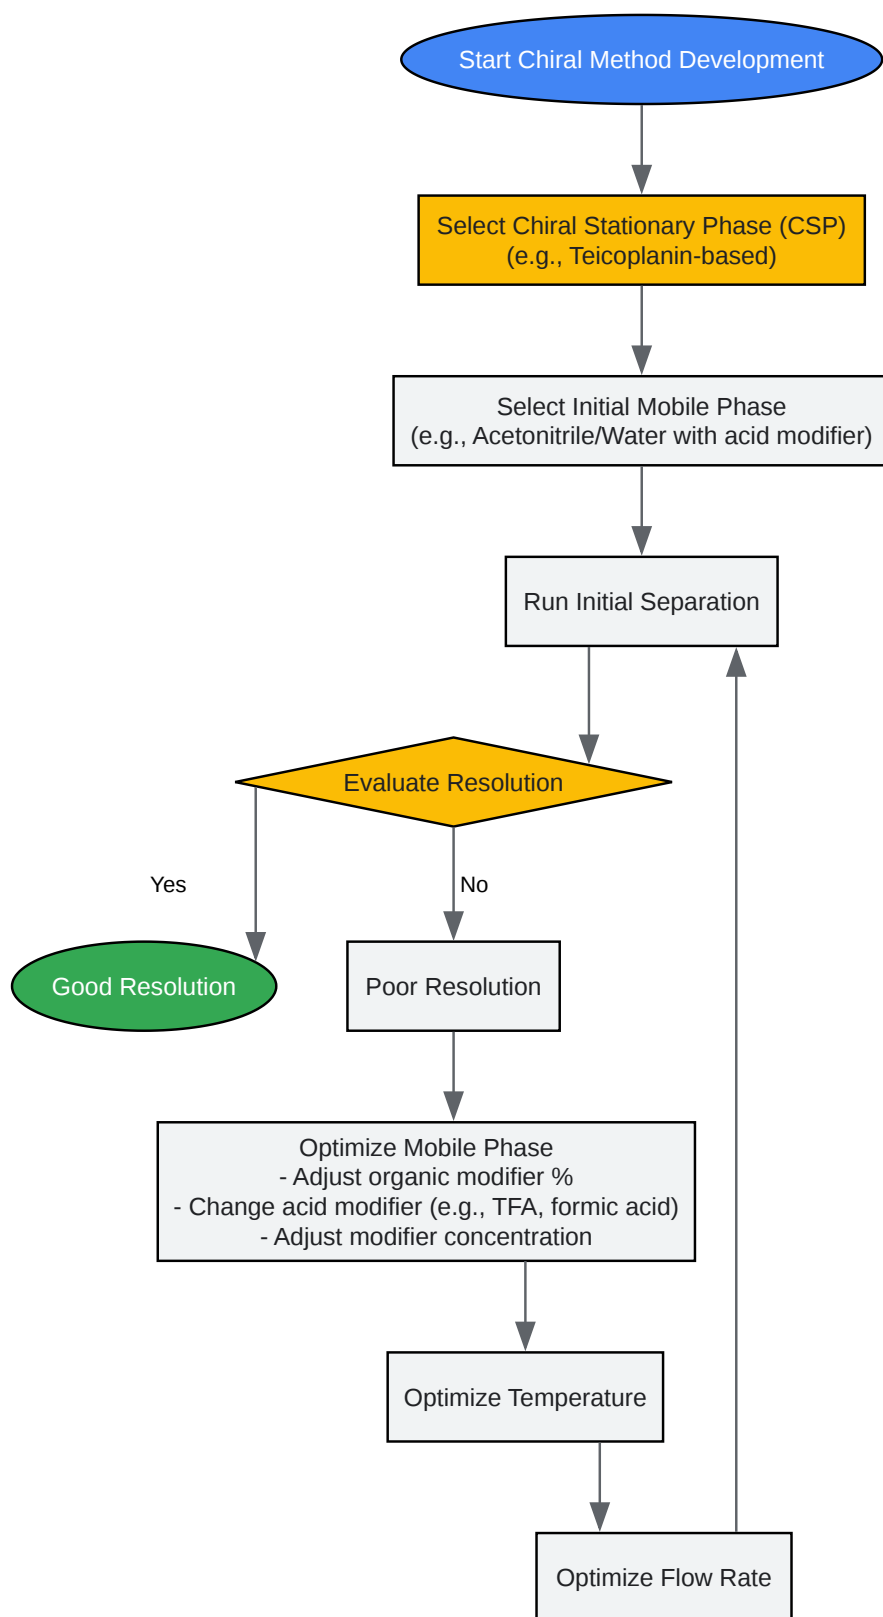 Start Chiral Method Development
Select Chiral Stationary Phase (CSP)
(e.g., Teicoplanin-based)
Select Initial Mobile Phase
(e.g., Acetonitrile/Water with acid modifier)
Run Initial Separation
Evaluate Resolution
Yes
No
Good Resolution
Poor Resolution
Optimize Mobile Phase
- Adjust organic modifier %
- Change acid modifier (e.g., TFA, formic acid)
- Adjust modifier concentration
Optimize Temperature
Optimize Flow Rate